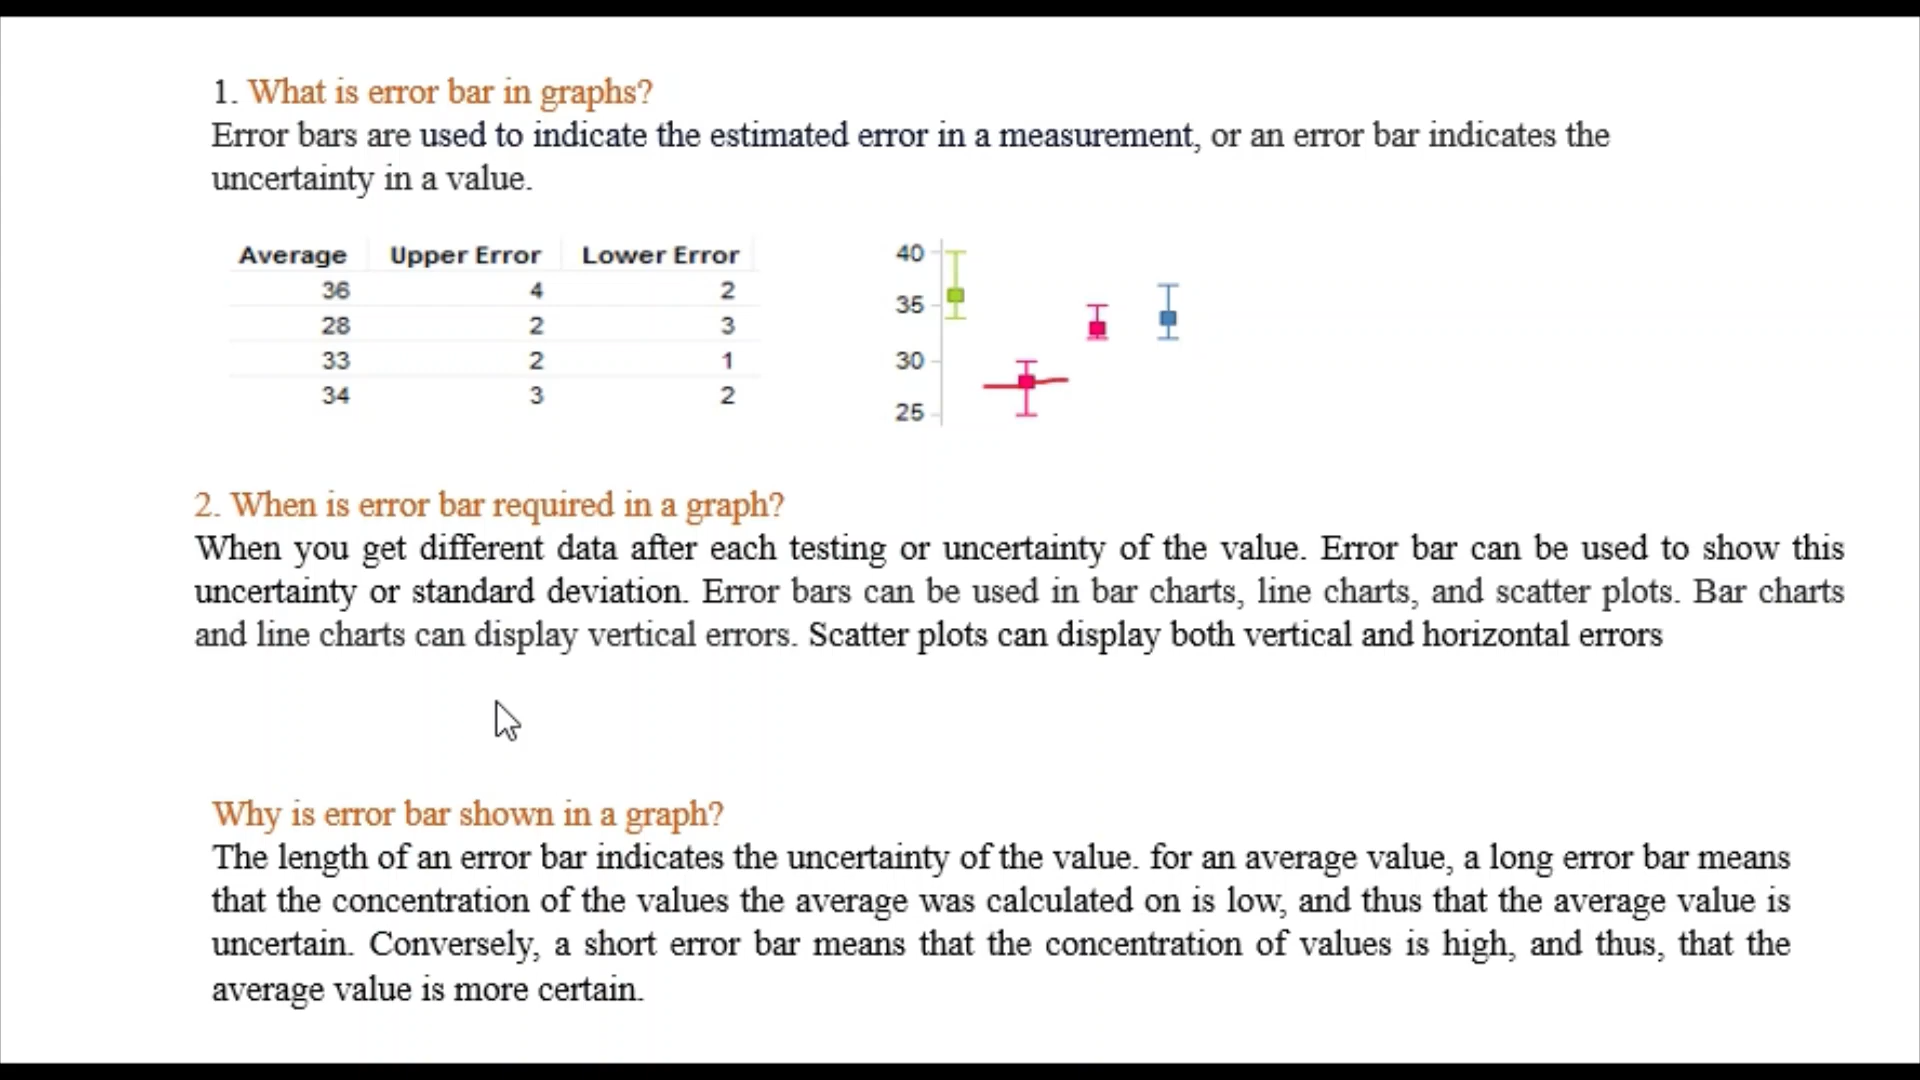 1. What is error bar in graphs?
Error bars are used to indicate the estimated error in a measurement, or an error bar indicates the
uncertainty in a value.
Average Upper Error Lower Error
36 4 2
28 2 3
33 2 1
34 3 2
40
35
30
25
2. When is error bar required in a graph?
When you get different data after each testing or uncertainty of the value. Error bar can be used to show this
uncertainty or standard deviation. Error bars can be used in bar charts, line charts, and scatter plots. Bar charts
and line charts can display vertical errors. Scatter plots can display both vertical and horizontal errors
Why is error bar shown in a graph?
The length of an error bar indicates the uncertainty of the value. for an average value, a long error bar means
that the concentration of the values the average was calculated on is low, and thus that the average value is
uncertain. Conversely, a short error bar means that the concentration of values is high, and thus, that the
average value is more certain.